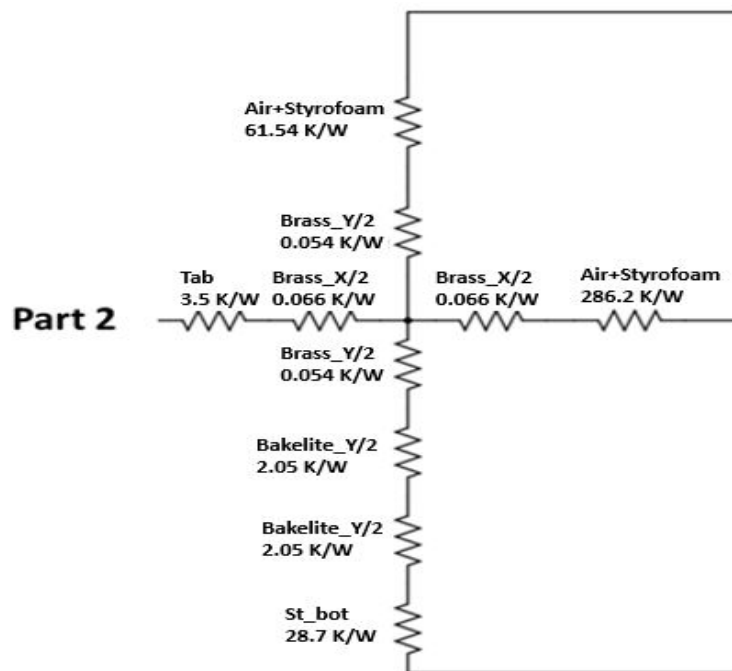 Air+Styrofoam
61.54 K/W
Brass_Y/2
0.054 K/W
Tab
3.5 K/W
Brass_X/2
0.066 K/W
Brass_X/2
0.066 K/W
Air+Styrofoam
286.2 K/W
Part 2
Brass_Y/2
0.054 K/W
Bakelite_Y/2
2.05 K/W
Bakelite_Y/2
2.05 K/W
St_bot
28.7 K/W